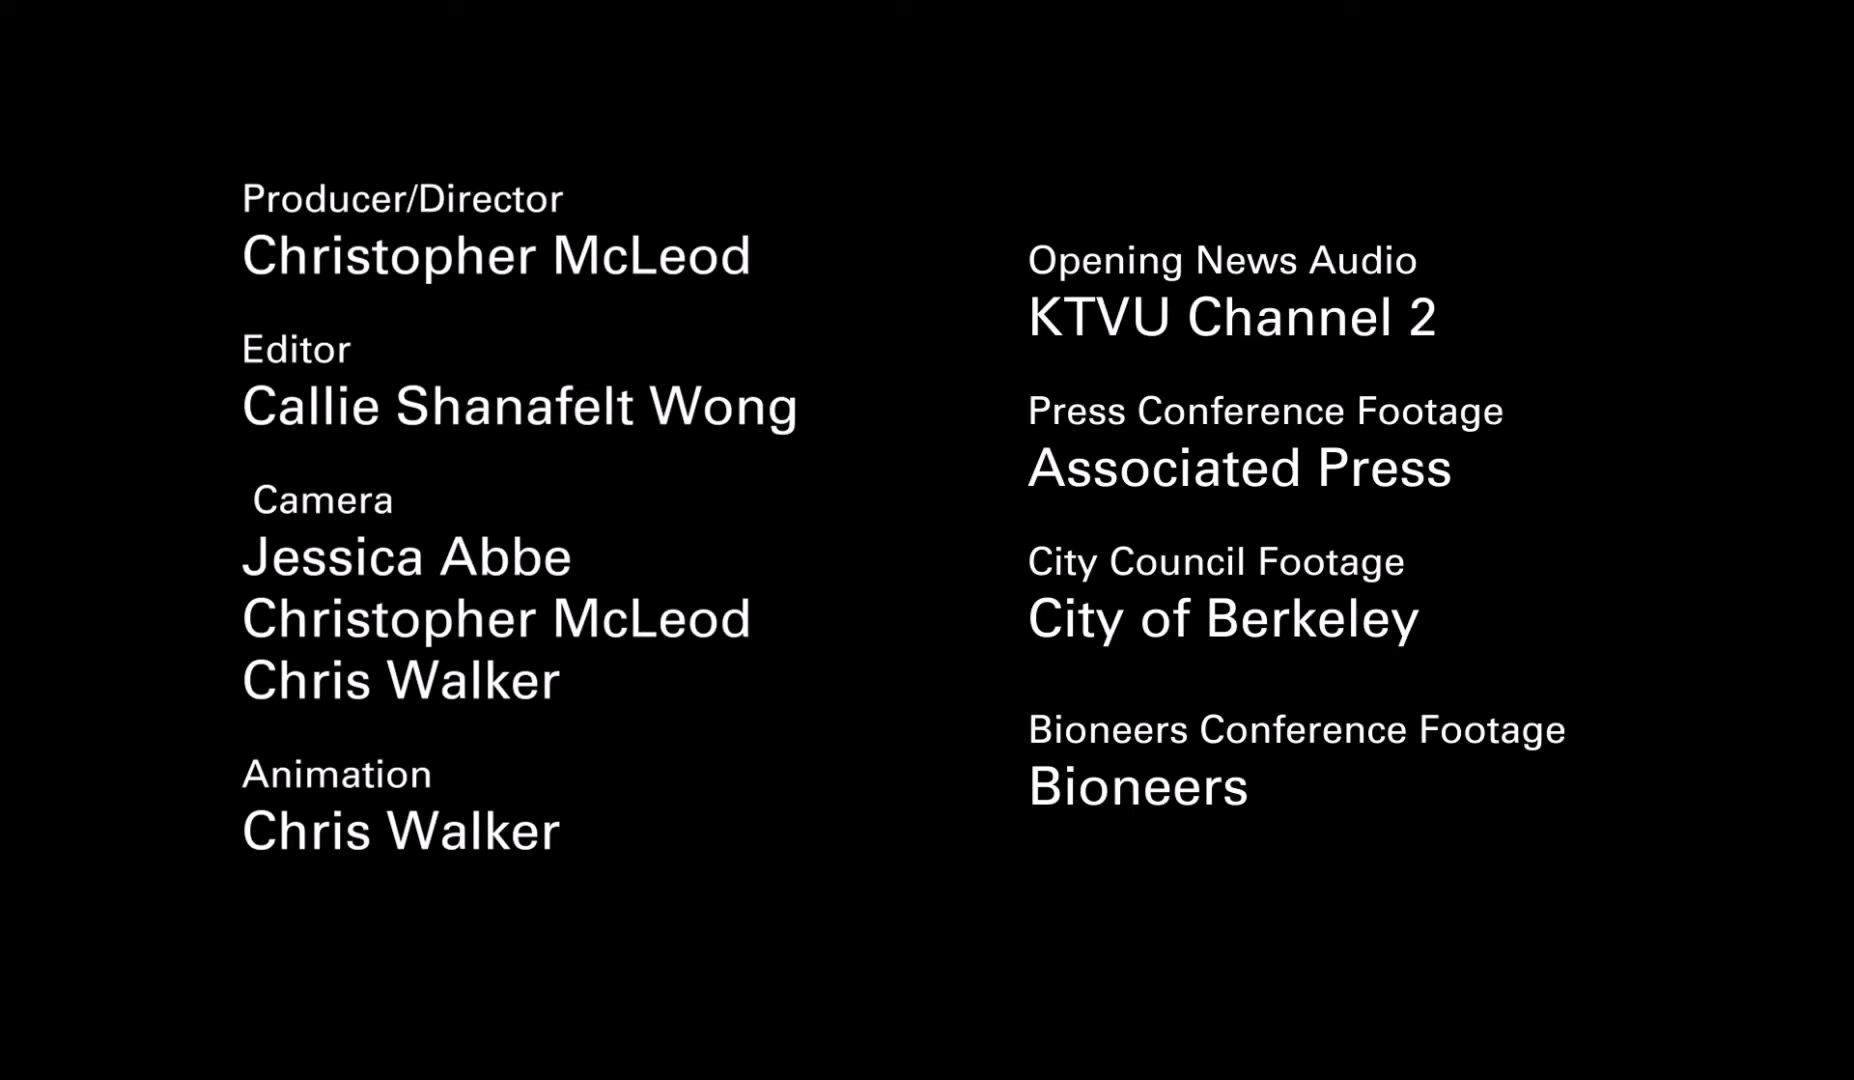 Producer/Director
Christopher McLeod
Editor
Callie Shanafelt Wong
Camera
Jessica Abbe
Christopher McLeod
Chris Walker
Animation
Chris Walker
Opening News Audio
KTVU Channel 2
Press Conference Footage
Associated Press
City Council Footage
City of Berkeley
Bioneers Conference Footage
Bioneers